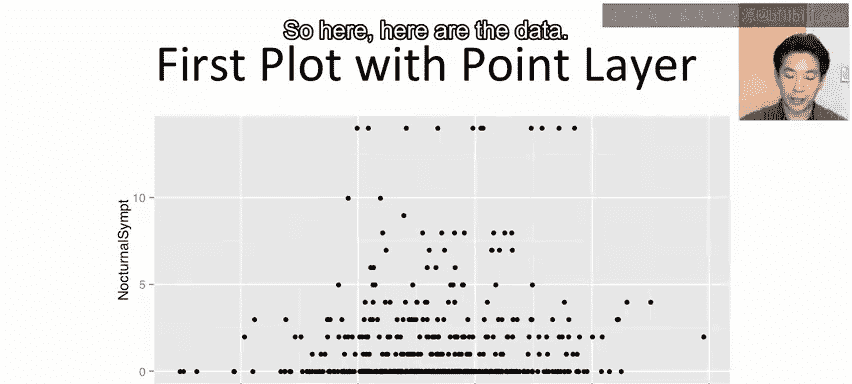 So here, here are the data.
First Plot with Point Layer
NocturnalSympt
10
5
0